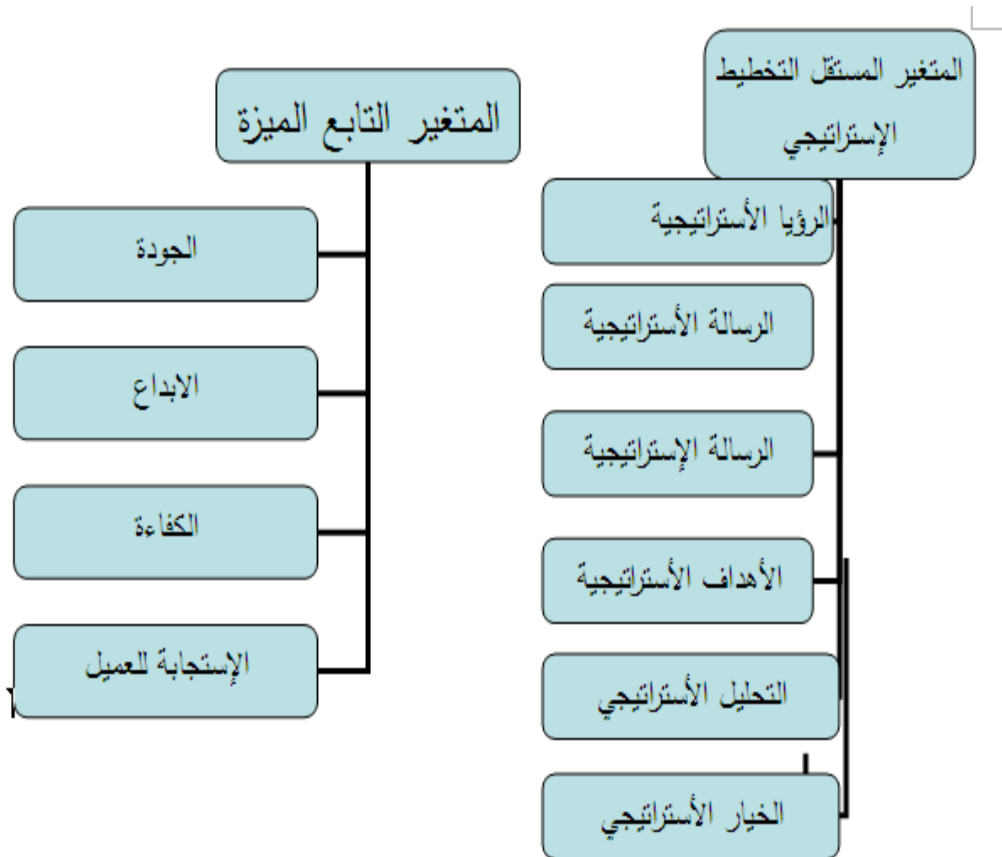 المتغير المستقل التخطيط
الإستراتيجي
الرؤيا الأستراتيجية
الرسالة الأستراتيجية
الرسالة الإستراتيجية
الأهداف الأستراتيجية
التحليل الأستراتيجي
الخيار الأستراتيجي
المتغير التابع الميزة
الجودة
الابداع
الكفاءة
الإستجابة للعميل